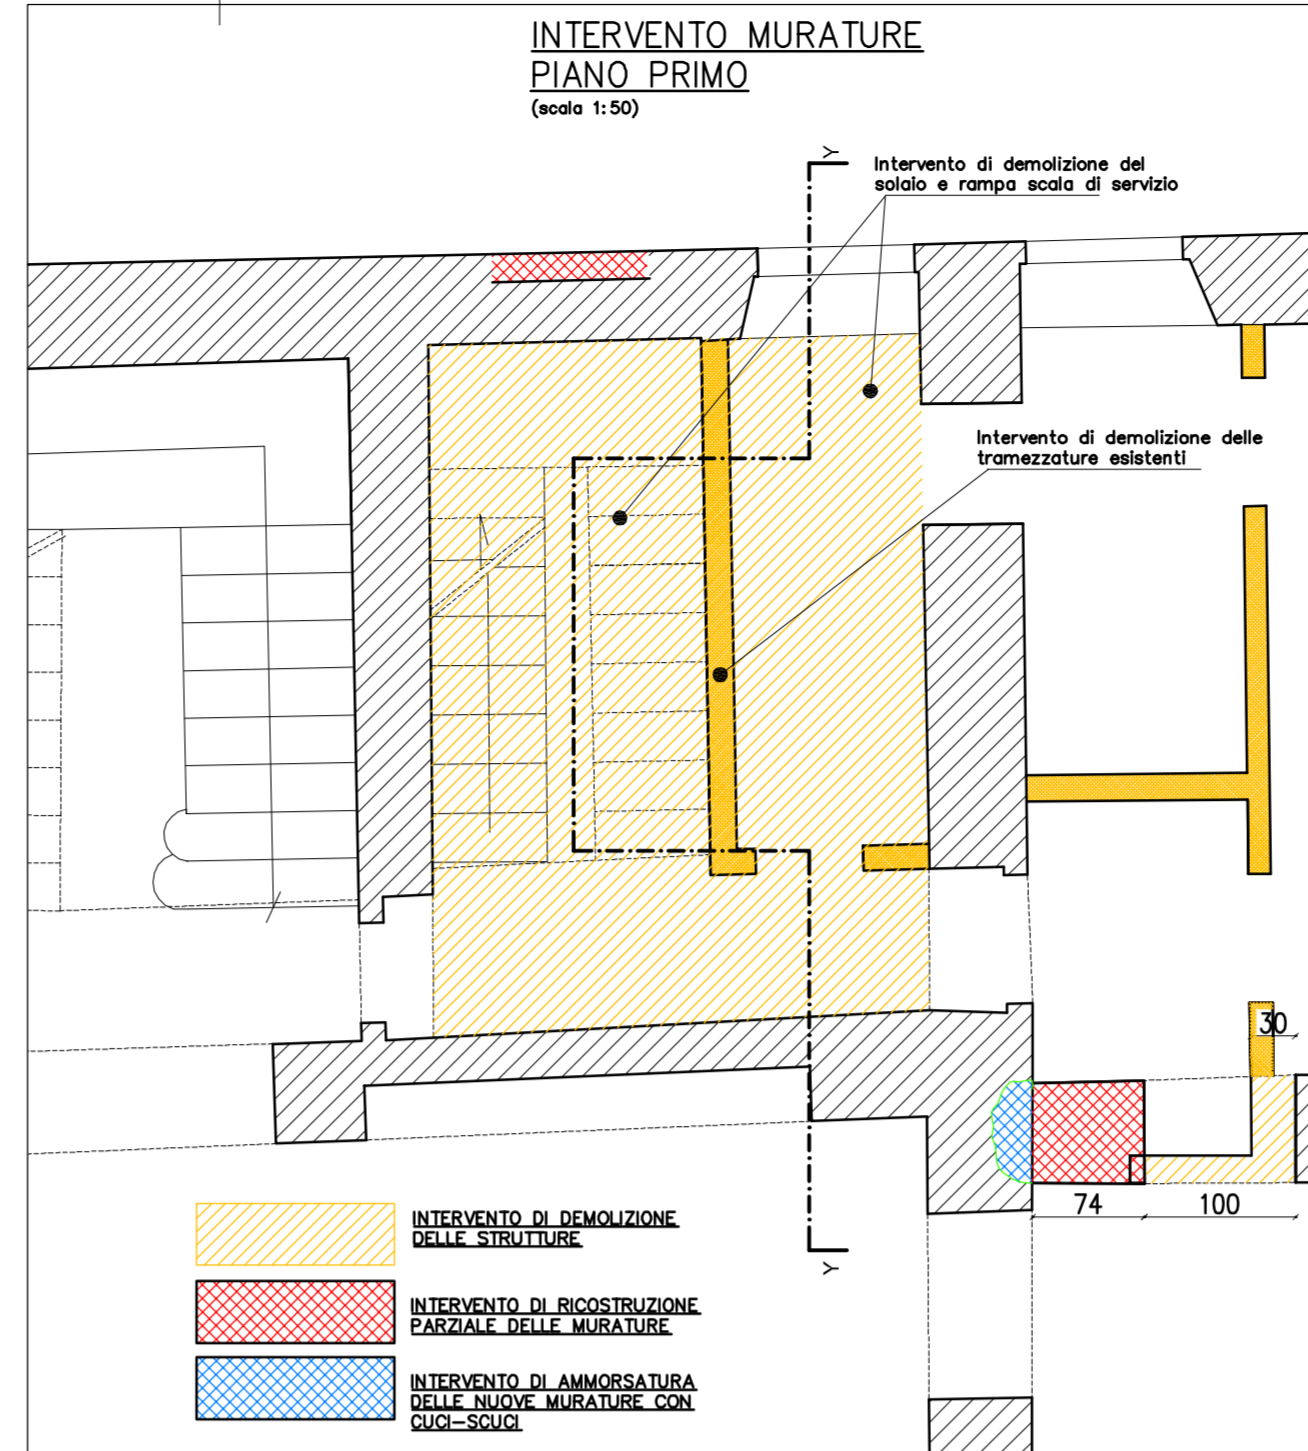 INTERVENTO MURATURE
PIANO PRIMO
(scala 1:50)
Y
Intervento di demolizione del
solaio e rampa scala di servizio
Intervento di demolizione delle
tramezzature esistenti
30
74
100
INTERVENTO DI DEMOLIZIONE
DELLE STRUTTURE
Y
INTERVENTO DI RICOSTRUZIONE
PARZIALE DELLE MURATURE
INTERVENTO DI AMMORSATURA
DELLE NUOVE MURATURE CON
CUCI-SCUCI